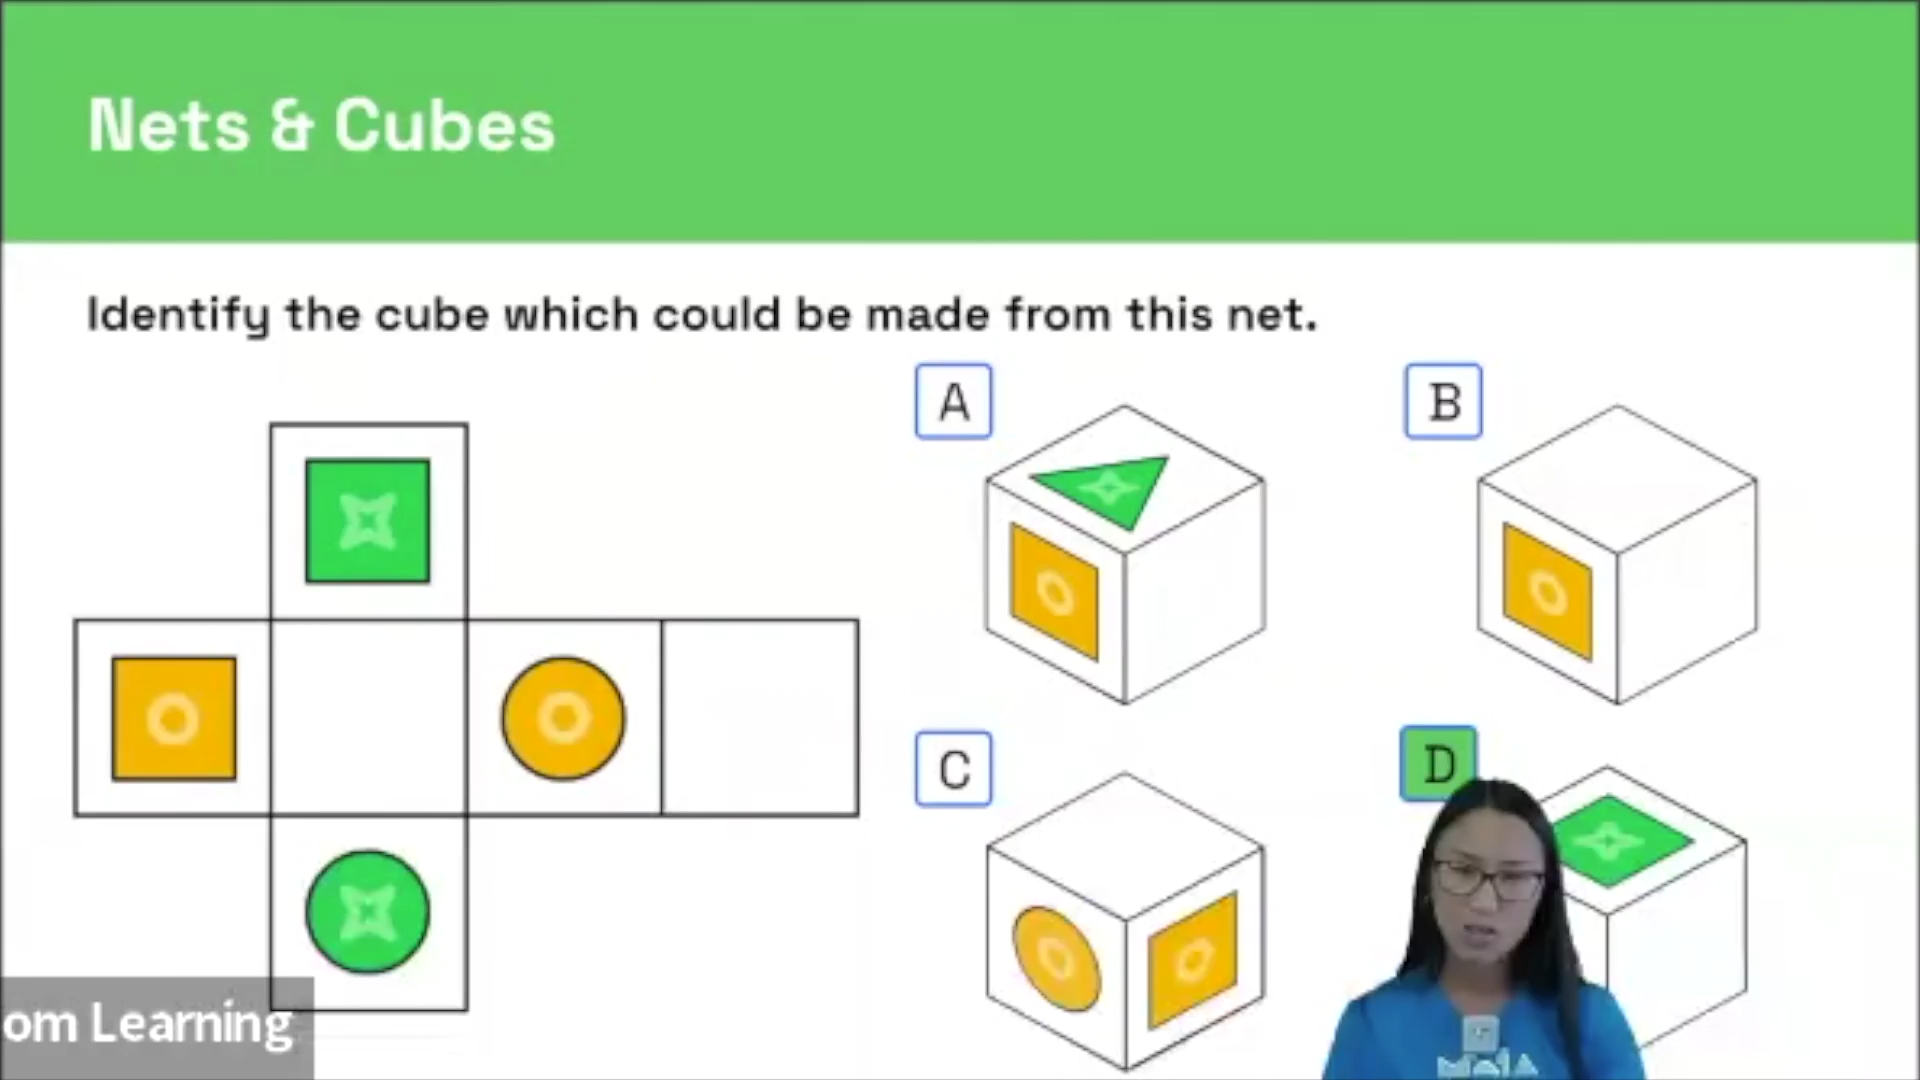 Nets & Cubes
Identify the cube which could be made from this net.
A
B
C
D
om Learning